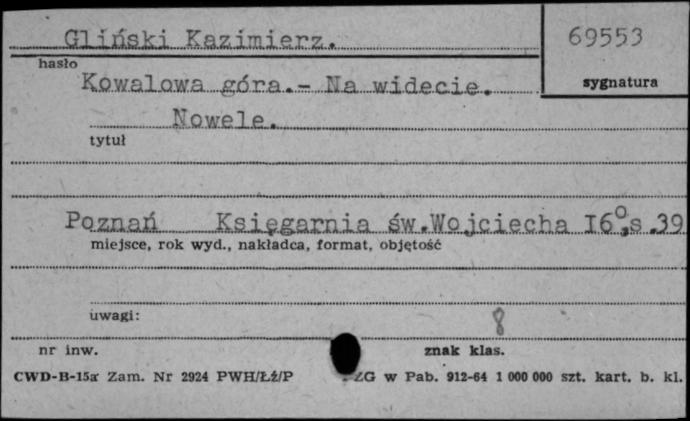 Gliński Kazimierz.
69553
hasło
sygnatura
Kowalowa góra.- Na widecie.
Nowele.
tytuł
Poznań Księgarnia św.Wojciecha I6°,s.39
miejsce, rok wyd., nakładca, format, objętość
uwagi:
8
nr inw.
znak klas.
CWD-B-15a Zam. Nr 2924 PWH/Łż/P ZG w Pab. 912-64 1 000 000 szt. kart. b. kl.